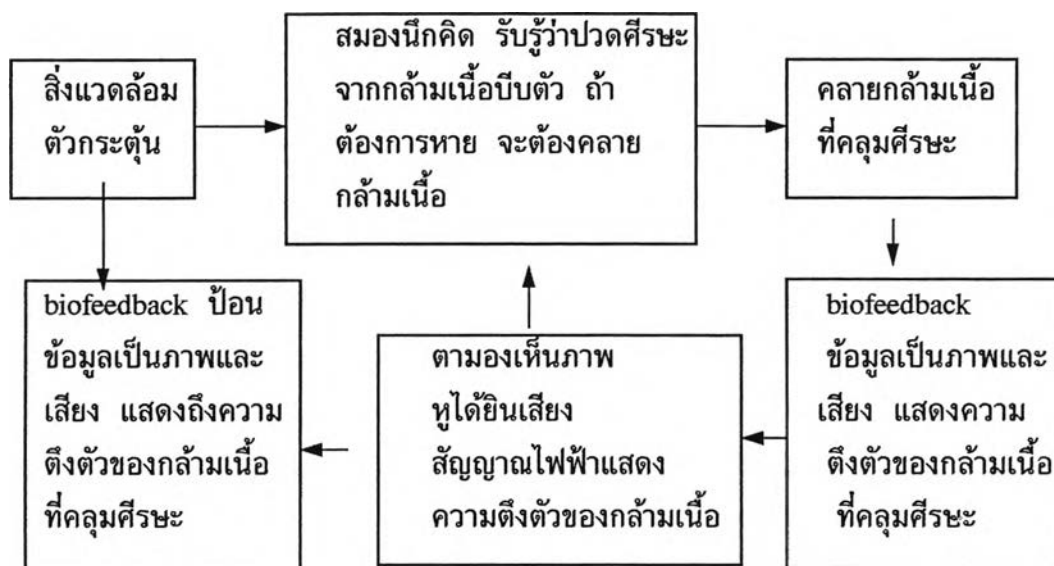 สิ่งแวดล้อม
ตัวกระตุ้น
สมองนึกคิด รับรู้ว่าปวดศีรษะ
จากกล้ามเนื้อบีบตัว ถ้า
ต้องการหาย จะต้องคลาย
กล้ามเนื้อ
คลายกล้ามเนื้อ
ที่คลุมศีรษะ
biofeedback ป้อน
ข้อมูลเป็นภาพและ
เสียง แสดงถึงความ
ตึงตัวของกล้ามเนื้อ
ที่คลุมศีรษะ
ตามองเห็นภาพ
หูได้ยินเสียง
สัญญาณไฟฟ้าแสดง
ความตึงตัวของกล้ามเนื้อ
biofeedback
ข้อมูลเป็นภาพและ
เสียง แสดงความ
ตึงตัวของกล้ามเนื้อ
ที่คลุมศีรษะ